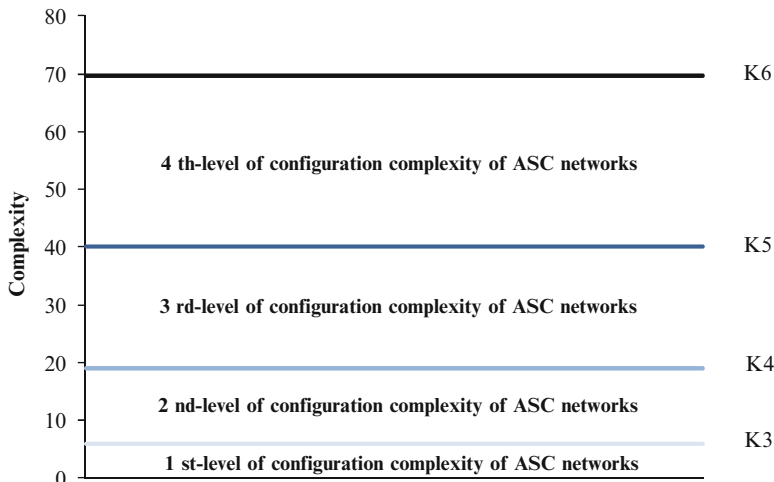 80
K6
70
60
4 th-level of configuration complexity of ASC networks
50
Complexity
40
K5
30
3 rd-level of configuration complexity of ASC networks
20
K4
2 nd-level of configuration complexity of ASC networks
10
K3
1 st-level of configuration complexity of ASC networks
0